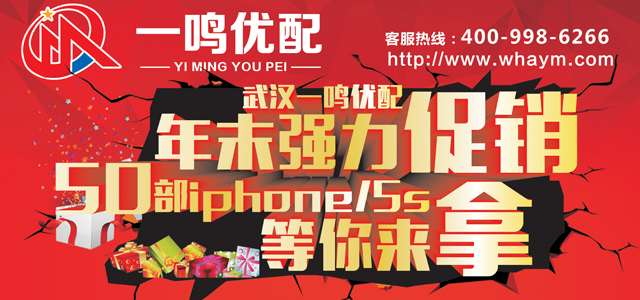 一鸣优配
YI MING YOU PEI
客服热线：400-998-6266
http://www.whaym.com
武汉一鸣优配
年末强力促销
50部iphone/5s
等你来拿